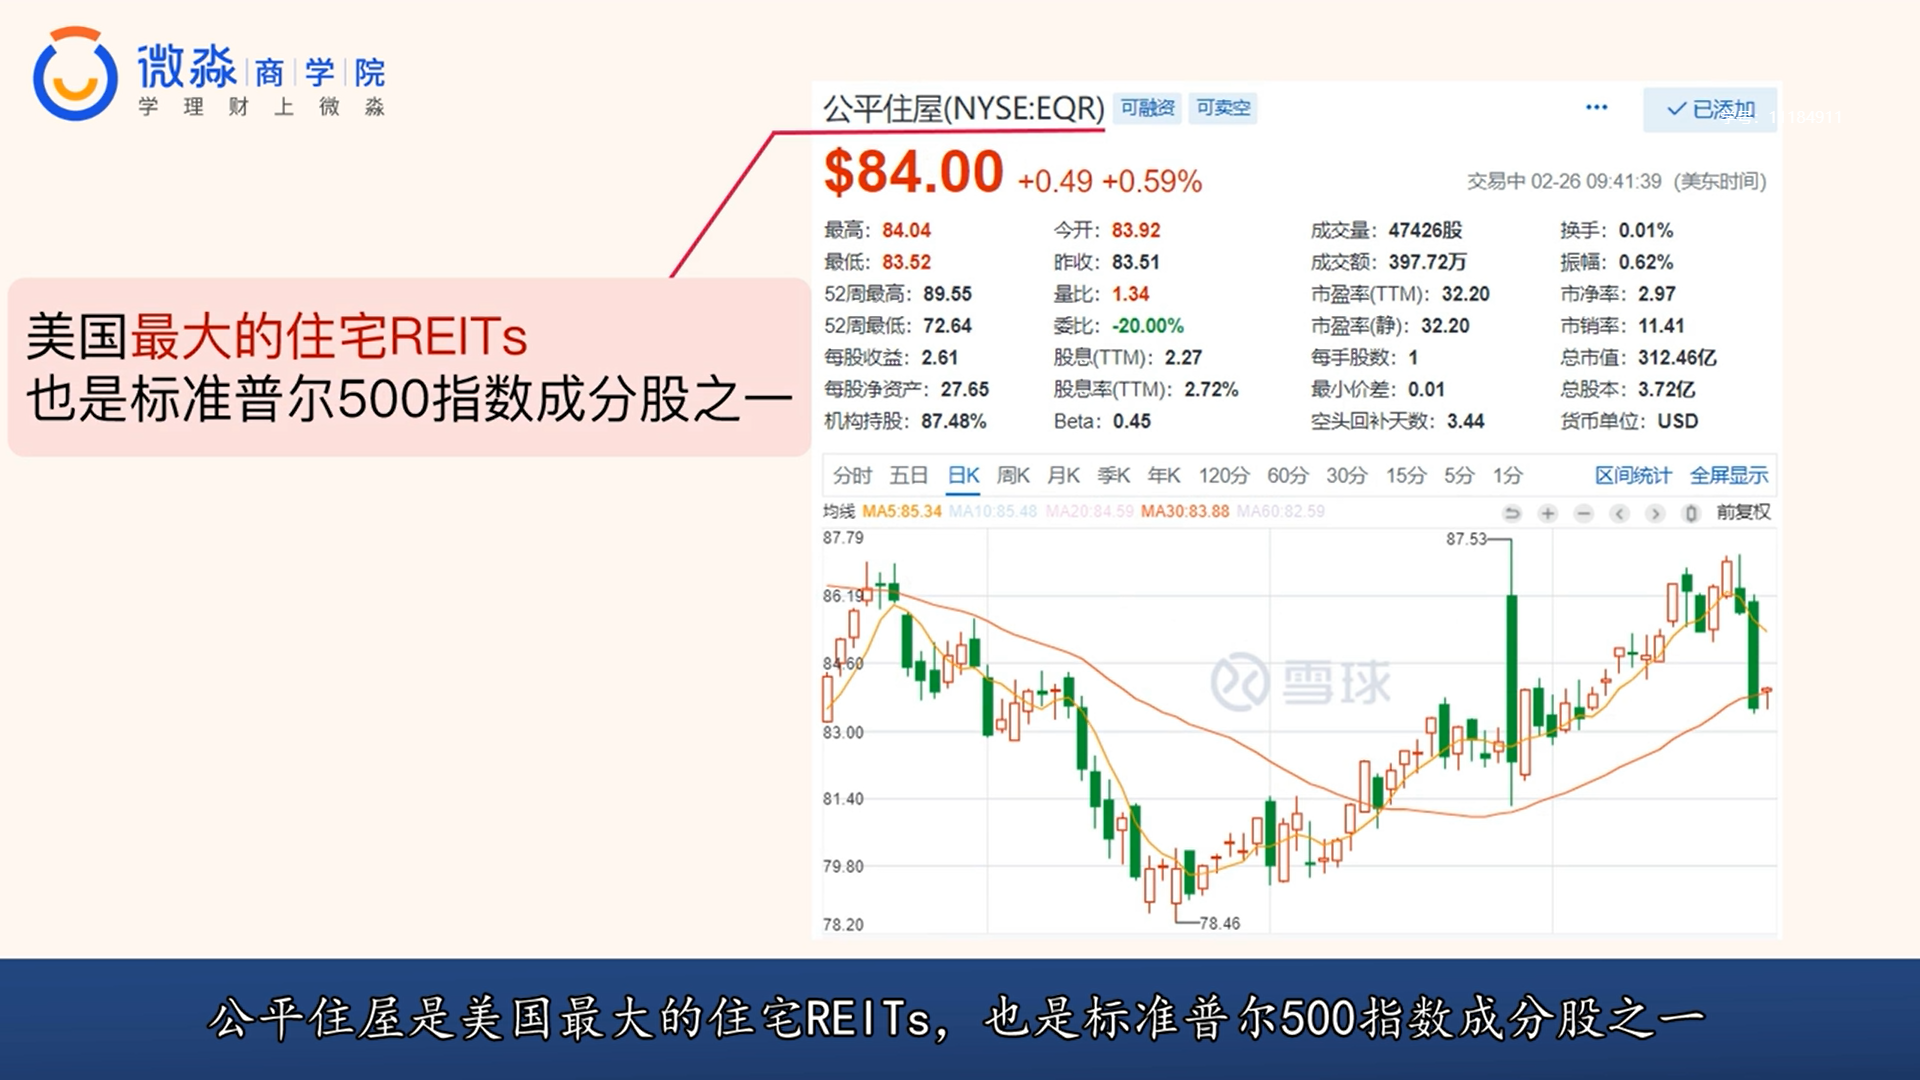 微淼商学院
学理财上微淼
公平住屋(NYSE:EQR) 可融资 可卖空 ··· 已添加
$84.00 +0.49 +0.59% 交易中 02-26 09:41:39 (美东时间)
最高: 84.04 今开: 83.92 成交量: 47426股 换手: 0.01%
最低: 83.52 昨收: 83.51 成交额: 397.72万 振幅: 0.62%
52周最高: 89.55 量比: 1.34 市盈率(TTM): 32.20 市净率: 2.97
52周最低: 72.64 委比: -20.00% 市盈率(静): 32.20 市销率: 11.41
每股收益: 2.61 股息(TTM): 2.27 每手股数: 1 总市值: 312.46亿
每股净资产: 27.65 股息率(TTM): 2.72% 最小价差: 0.01 总股本: 3.72亿
机构持股: 87.48% Beta: 0.45 空头回补天数: 3.44 货币单位: USD
美国最大的住宅REITs
也是标准普尔500指数成分股之一
分时 五日 日K 周K 月K 季K 年K 120分 60分 30分 15分 5分 1分 区间统计 全屏显示
均线 MA5:85.34 MA10:85.48 MA20:84.59 MA30:83.88 MA60:82.59 前复权
87.79
87.53
86.19
84.60
雪球
83.00
81.40
79.80
78.20
78.46
公平住屋是美国最大的住宅REITs，也是标准普尔500指数成分股之一